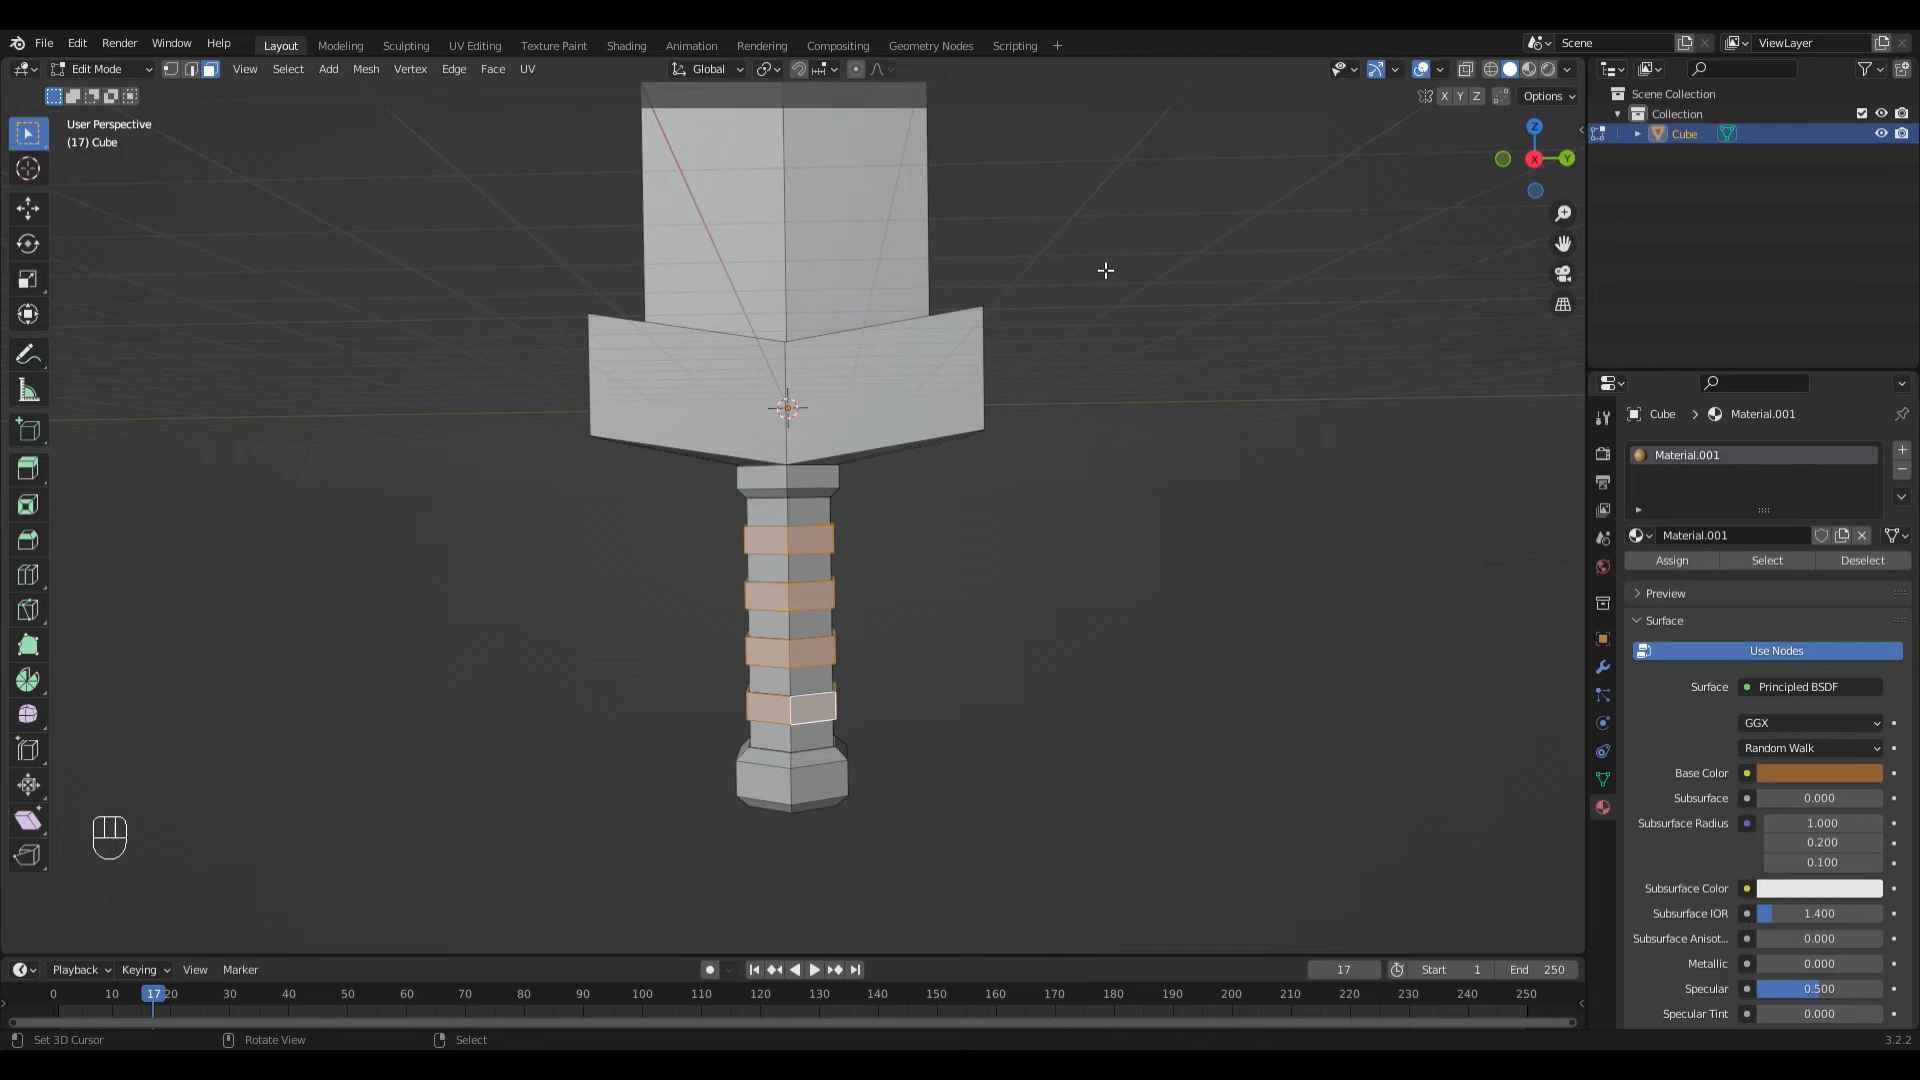 File Edit Render Window Help Layout Modeling Sculpting UV Editing Texture Paint Shading Animation Rendering Compositing Geometry Nodes Scripting + Scene ViewLayer
Edit Mode View Select Add Mesh Vertex Edge Face UV Global
X Y Z Options
Scene Collection
Collection
Cube
User Perspective
(17) Cube
Z
X
Y
Cube > Material.001
Material.001
Material.001
Assign Select Deselect
Preview
Surface
Use Nodes
Surface Principled BSDF
GGX
Random Walk
Base Color
Subsurface 0.000
Subsurface Radius 1.000
0.200
0.100
Subsurface Color
Subsurface IOR 1.400
Subsurface Anisot... 0.000
Metallic 0.000
Specular 0.500
Specular Tint 0.000
Playback Keying View Marker 17 Start 1 End 250
0 10 17 20 30 40 50 60 70 80 90 100 110 120 130 140 150 160 170 180 190 200 210 220 230 240 250
Set 3D Cursor Rotate View Select 3.2.2